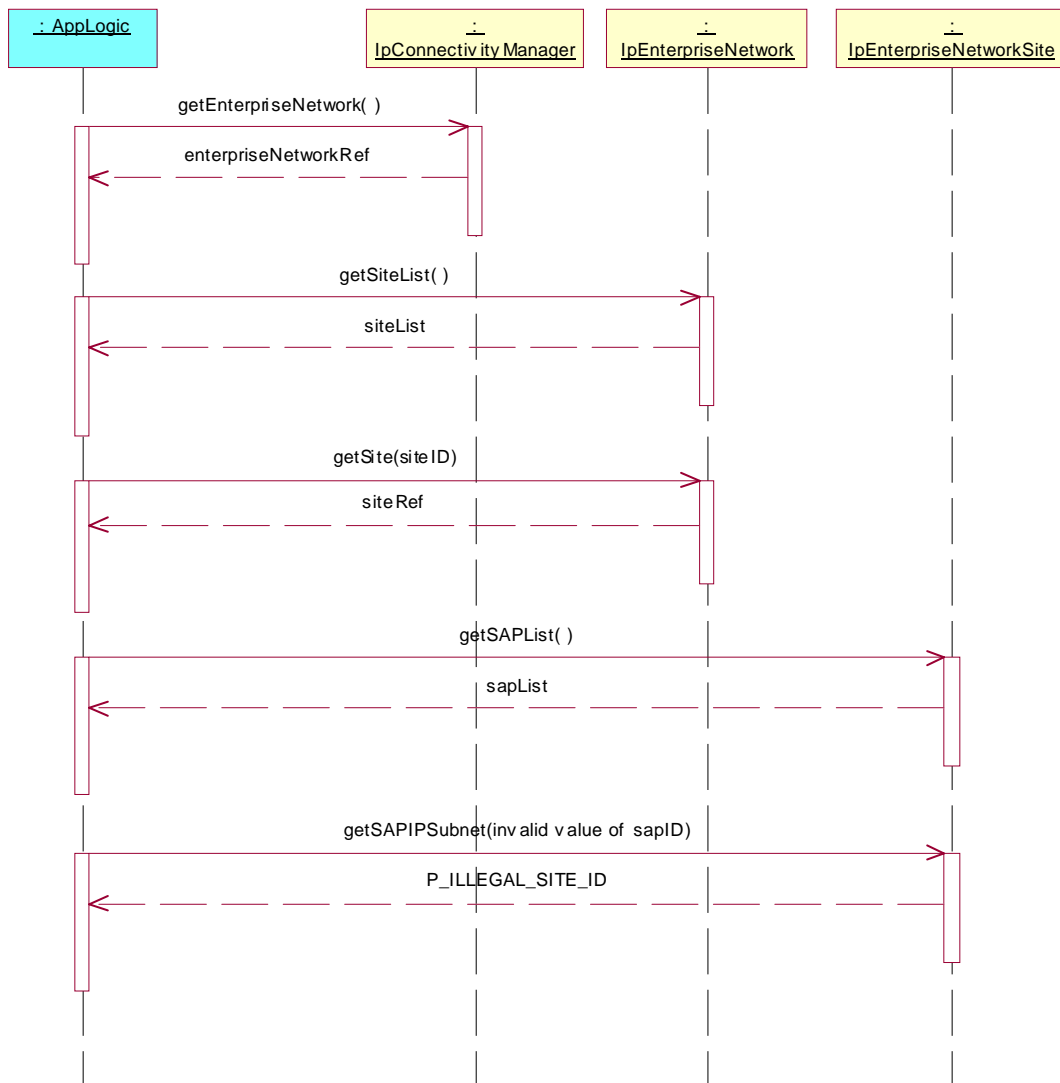 : AppLogic
:
IpConnectivityManager
:
IpEnterpriseNetwork
:
IpEnterpriseNetworkSite
getEnterpriseNetwork( )
enterpriseNetworkRef
getSiteList( )
siteList
getSite(siteID)
siteRef
getSAPList( )
sapList
getSAPIPSubnet(invalid value of sapID)
P_ILLEGAL_SITE_ID